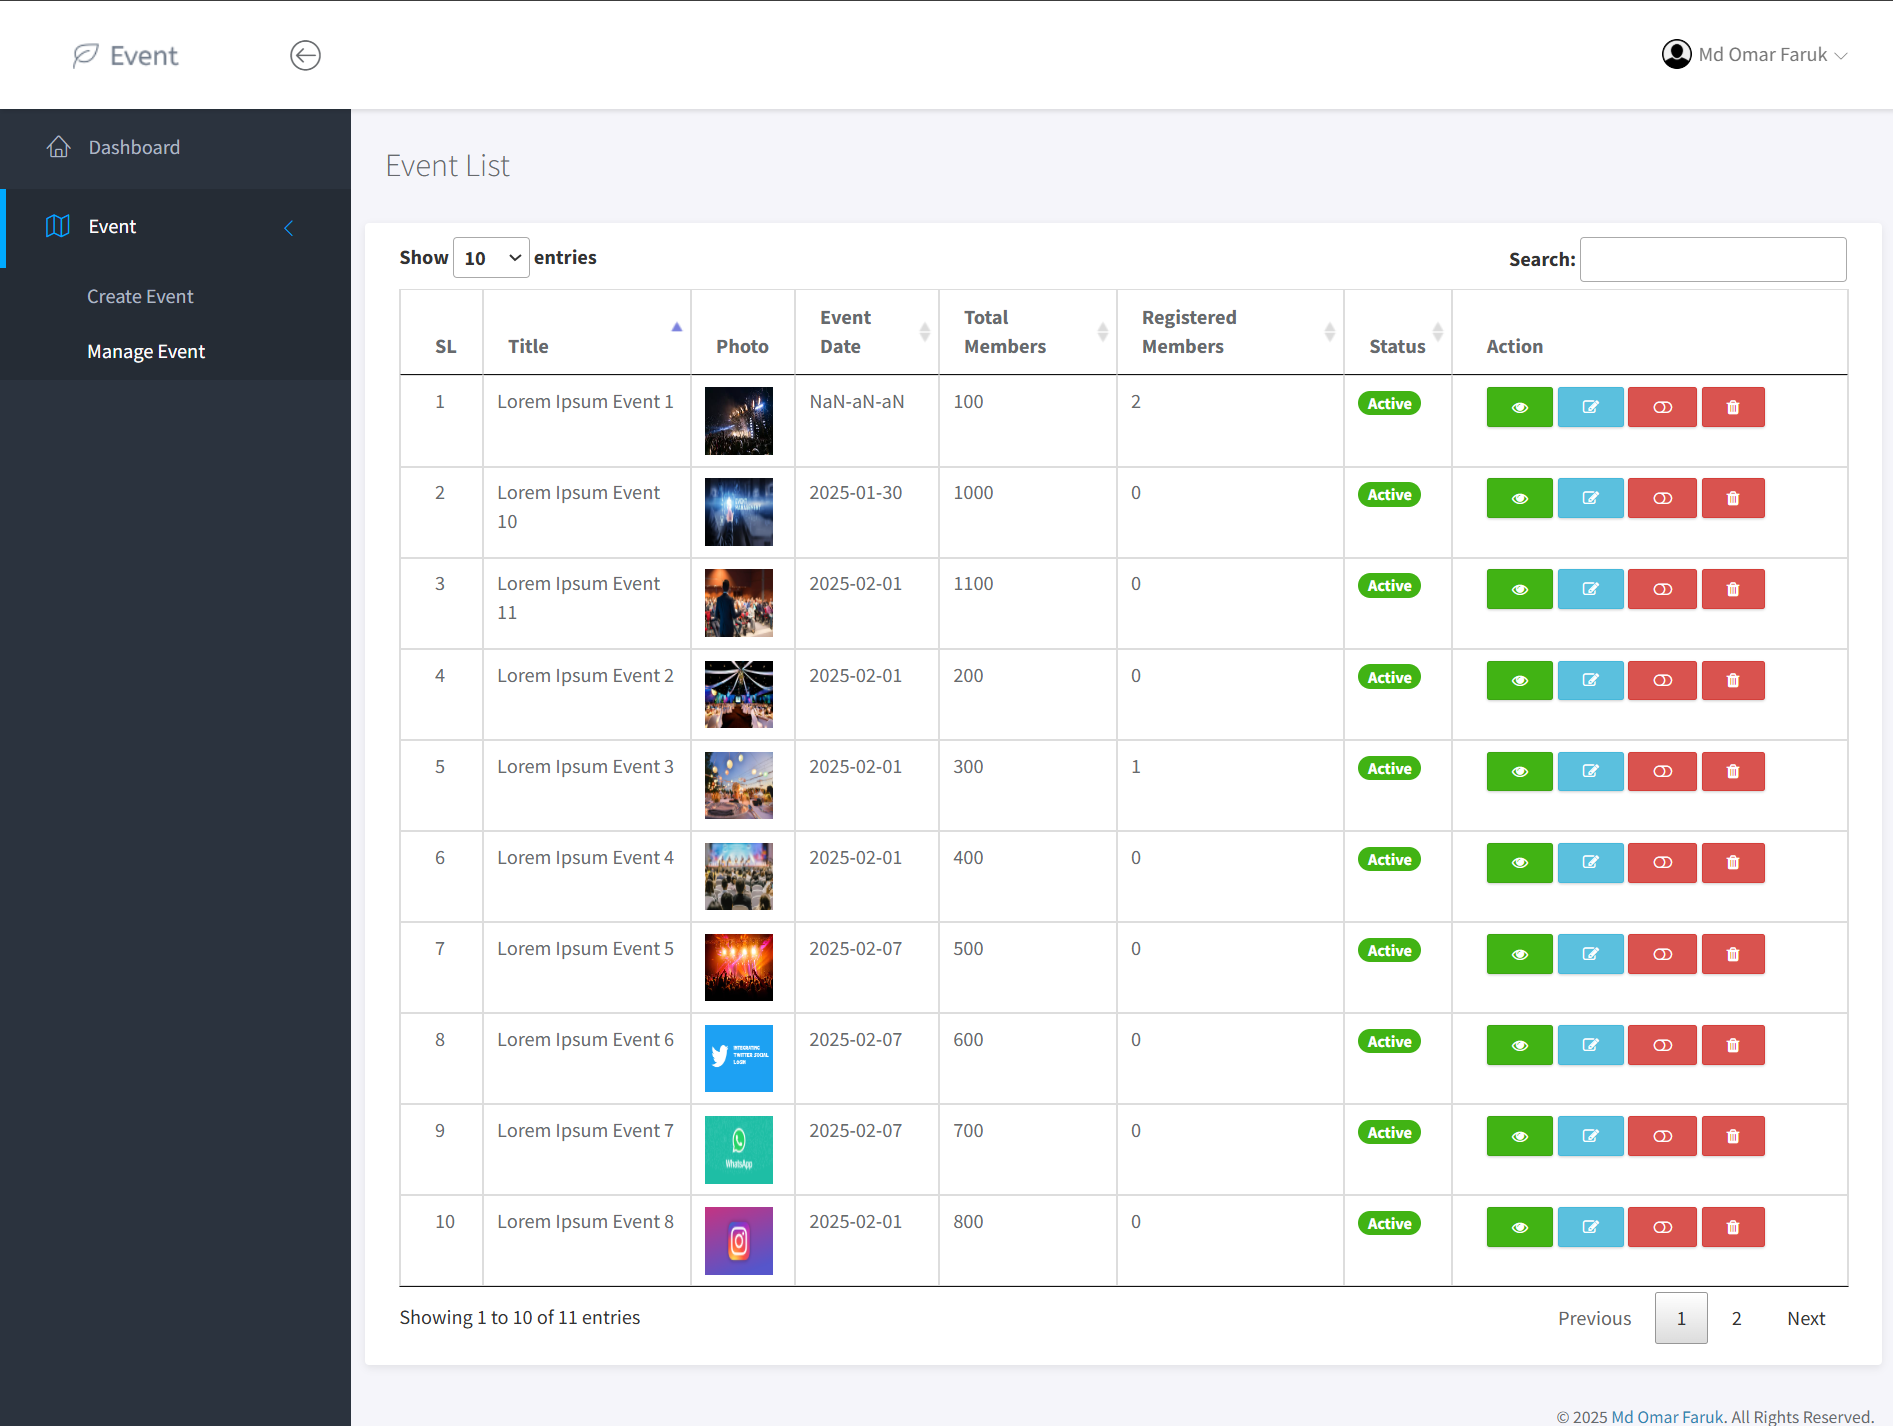 Event
Md Omar Faruk
Dashboard
Event
Create Event
Manage Event
Event List
Show 10 entries
Search:
SL Title Photo Event Date Total Members Registered Members Status Action
1 Lorem Ipsum Event 1 NaN-aN-aN 100 2 Active
2 Lorem Ipsum Event 10 EVENT MANAGEMENT 2025-01-30 1000 0 Active
3 Lorem Ipsum Event 11 2025-02-01 1100 0 Active
4 Lorem Ipsum Event 2 2025-02-01 200 0 Active
5 Lorem Ipsum Event 3 2025-02-01 300 1 Active
6 Lorem Ipsum Event 4 2025-02-01 400 0 Active
7 Lorem Ipsum Event 5 2025-02-07 500 0 Active
8 Lorem Ipsum Event 6 INTEGRATING TWITTER SOCIAL LOGIN 2025-02-07 600 0 Active
9 Lorem Ipsum Event 7 WhatsApp 2025-02-07 700 0 Active
10 Lorem Ipsum Event 8 2025-02-01 800 0 Active
Showing 1 to 10 of 11 entries
Previous 1 2 Next
© 2025 Md Omar Faruk. All Rights Reserved.